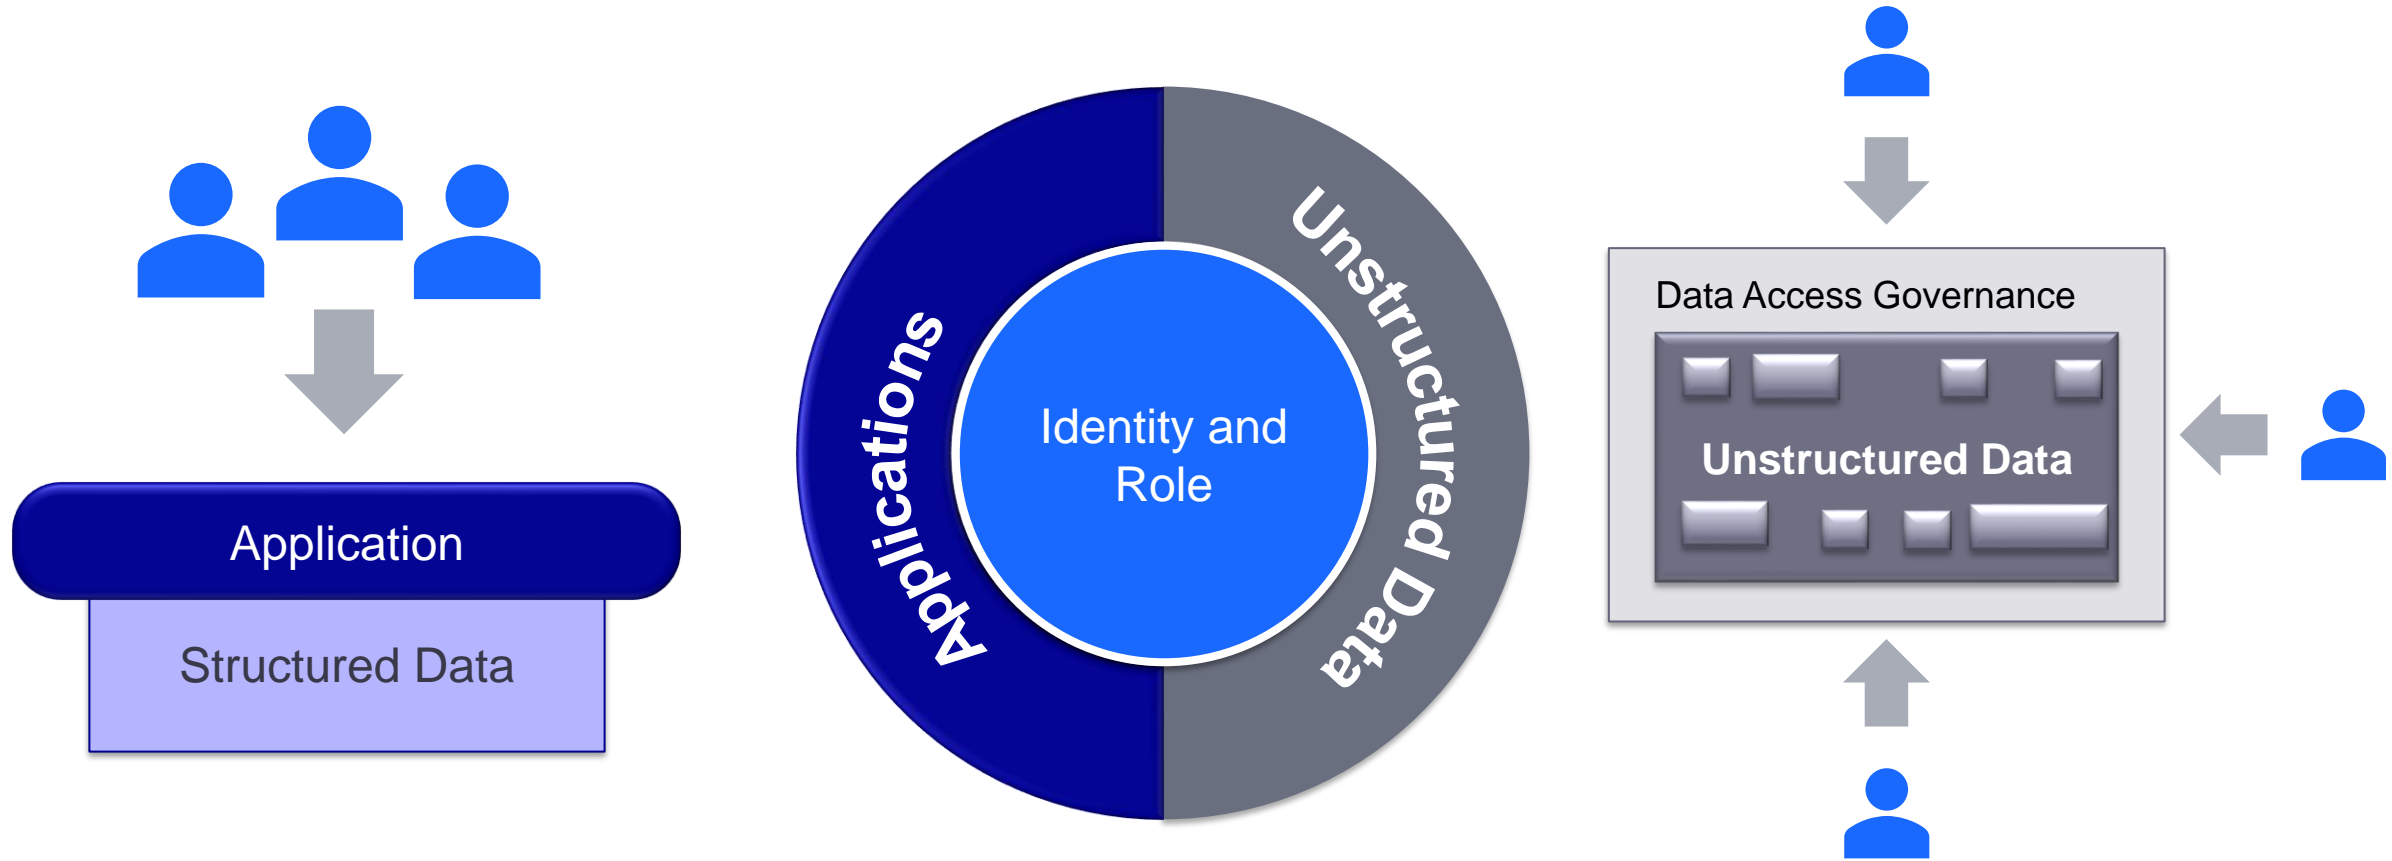 Application
Structured Data
Applications
Identity and
Role
Unstructured Data
Data Access Governance
Unstructured Data